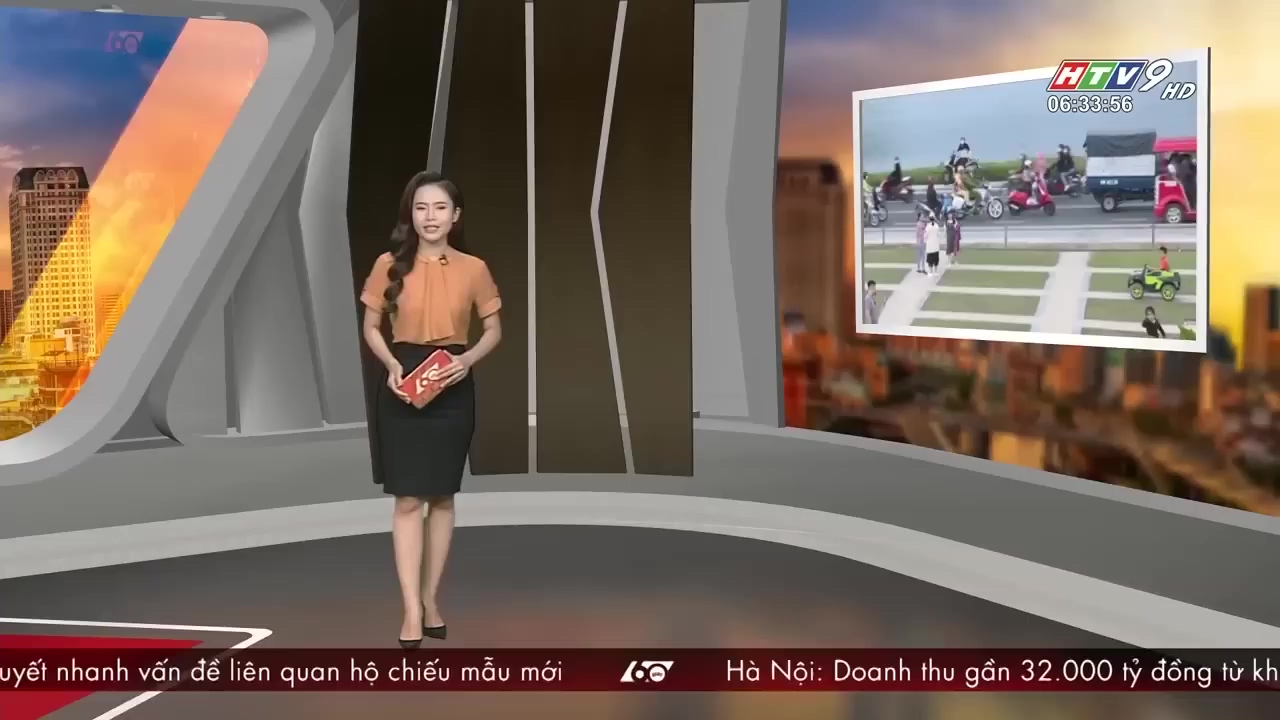 HTV9
HD
06:33:56
uyết nhanh vấn đề liên quan hộ chiếu mẫu mới
60 Hà Nội: Doanh thu gần 32.000 tỷ đồng từ kh